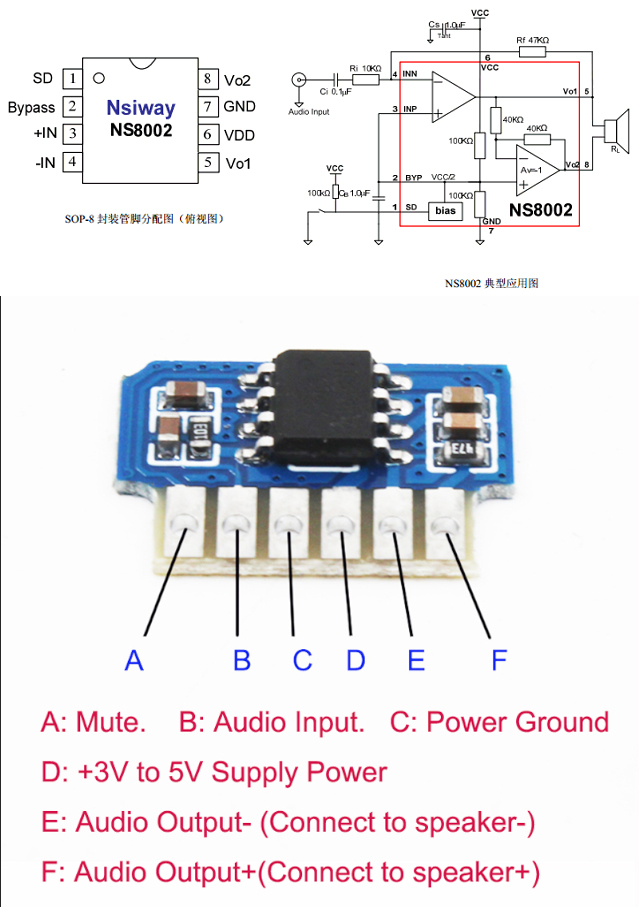 SD 1
Bypass 2
+IN 3
-IN 4
Nsiway
NS8002
8 Vo2
7 GND
6 VDD
5 Vo1
SOP-8 封装管脚分配图（俯视图）
VCC
Cs 1.0μF
Tant
Rf 47KΩ
6
VCC
Ri 10KΩ
4 INN
Ci 0.1μF
Audio Input
3 INP
Vo1 5
40KΩ
40KΩ
100KΩ
RL
VCC
2 BYP
VCC/2
Av=-1
Vo2 8
100kΩ
CB 1.0μF
100KΩ
1 SD
bias
NS8002
GND
7
NS8002 典型应用图
103
473
A B C D E F
A: Mute. B: Audio Input. C: Power Ground
D: +3V to 5V Supply Power
E: Audio Output- (Connect to speaker-)
F: Audio Output+(Connect to speaker+)